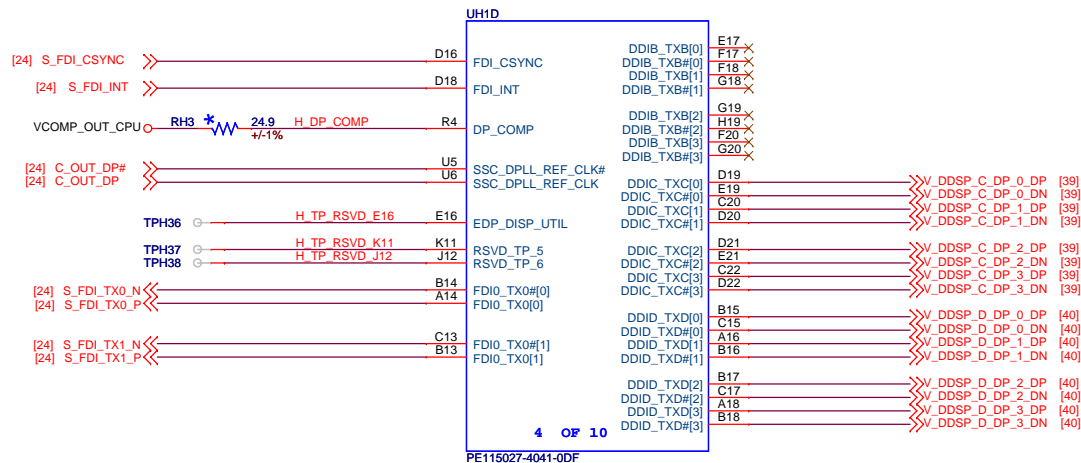 UH1D
[24] S_FDI_CSYNC D16 FDI_CSYNC
[24] S_FDI_INT D18 FDI_INT
VCOMP_OUT_CPU RH3 * 24.9 H_DP_COMP R4 DP_COMP
+/-1%
[24] C_OUT_DP# U5 SSC_DPLL_REF_CLK#
[24] C_OUT_DP U6 SSC_DPLL_REF_CLK
TPH36 H_TP_RSVD_E16 E16 EDP_DISP_UTIL
TPH37 H_TP_RSVD_K11 K11 RSVD_TP_5
TPH38 H_TP_RSVD_J12 J12 RSVD_TP_6
[24] S_FDI_TX0_N B14 FDI0_TX0#[0]
[24] S_FDI_TX0_P A14 FDI0_TX0[0]
[24] S_FDI_TX1_N C13 FDI0_TX0#[1]
[24] S_FDI_TX1_P B13 FDI0_TX0[1]
DDIB_TXB[0] E17
DDIB_TXB#[0] F17
DDIB_TXB[1] F18
DDIB_TXB#[1] G18
DDIB_TXB[2] G19
DDIB_TXB#[2] H19
DDIB_TXB[3] F20
DDIB_TXB#[3] G20
DDIC_TXC[0] D19 V_DDSP_C_DP_0_DP [39]
DDIC_TXC#[0] E19 V_DDSP_C_DP_0_DN [39]
DDIC_TXC[1] C20 V_DDSP_C_DP_1_DP [39]
DDIC_TXC#[1] D20 V_DDSP_C_DP_1_DN [39]
DDIC_TXC[2] D21 V_DDSP_C_DP_2_DP [39]
DDIC_TXC#[2] E21 V_DDSP_C_DP_2_DN [39]
DDIC_TXC[3] C22 V_DDSP_C_DP_3_DP [39]
DDIC_TXC#[3] D22 V_DDSP_C_DP_3_DN [39]
DDID_TXD[0] B15 V_DDSP_D_DP_0_DP [40]
DDID_TXD#[0] C15 V_DDSP_D_DP_0_DN [40]
DDID_TXD[1] A16 V_DDSP_D_DP_1_DP [40]
DDID_TXD#[1] B16 V_DDSP_D_DP_1_DN [40]
DDID_TXD[2] B17 V_DDSP_D_DP_2_DP [40]
DDID_TXD#[2] C17 V_DDSP_D_DP_2_DN [40]
DDID_TXD[3] A18 V_DDSP_D_DP_3_DP [40]
DDID_TXD#[3] B18 V_DDSP_D_DP_3_DN [40]
4 OF 10
PE115027-4041-0DF